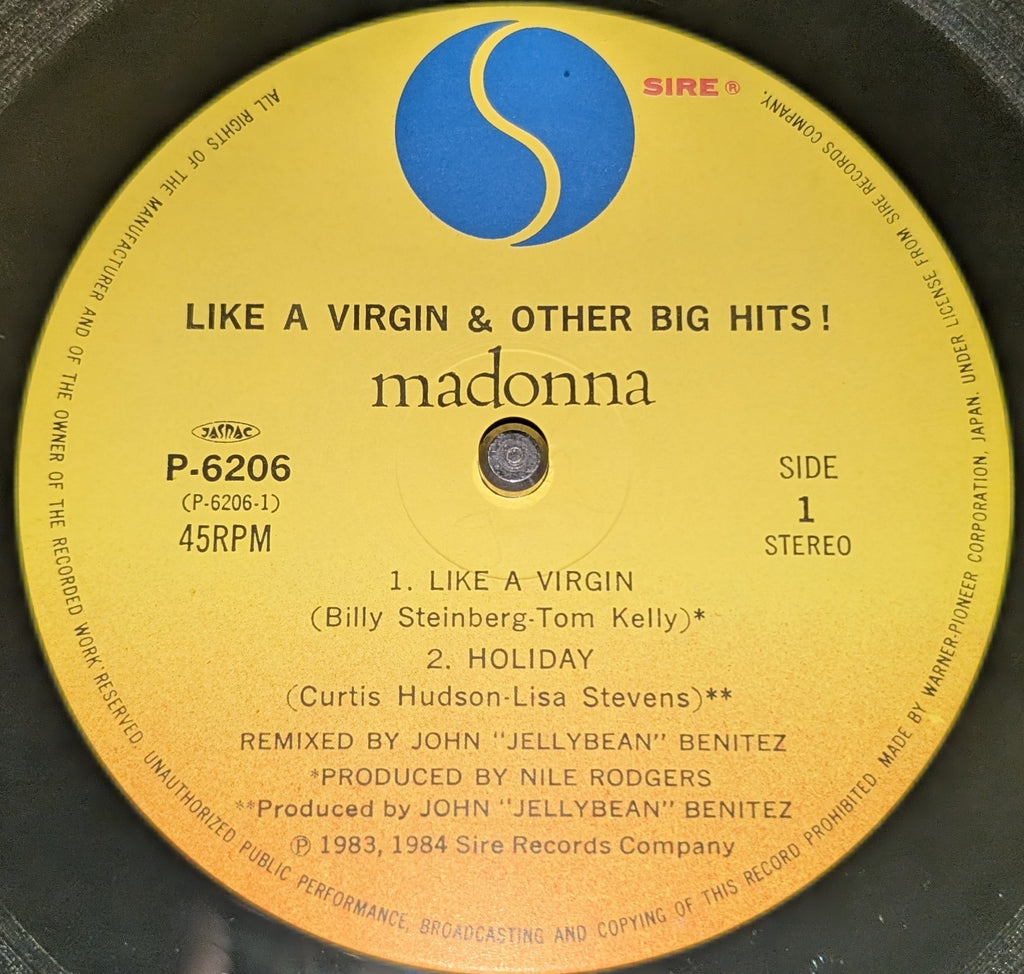 SIRE ®
LIKE A VIRGIN & OTHER BIG HITS!
madonna
JASRAC
P-6206
(P-6206-1)
45RPM
SIDE
1
STEREO
1. LIKE A VIRGIN
(Billy Steinberg-Tom Kelly)*
2. HOLIDAY
(Curtis Hudson-Lisa Stevens)**
REMIXED BY JOHN "JELLYBEAN" BENITEZ
*PRODUCED BY NILE RODGERS
**Produced by JOHN "JELLYBEAN" BENITEZ
Ⓟ 1983, 1984 Sire Records Company
ALL RIGHTS OF THE MANUFACTURER AND OF THE OWNER OF THE RECORDED WORK RESERVED. UNAUTHORIZED PUBLIC PERFORMANCE, BROADCASTING AND COPYING OF THIS RECORD PROHIBITED. MADE BY WARNER-PIONEER CORPORATION, JAPAN. UNDER LICENSE FROM SIRE RECORDS COMPANY.